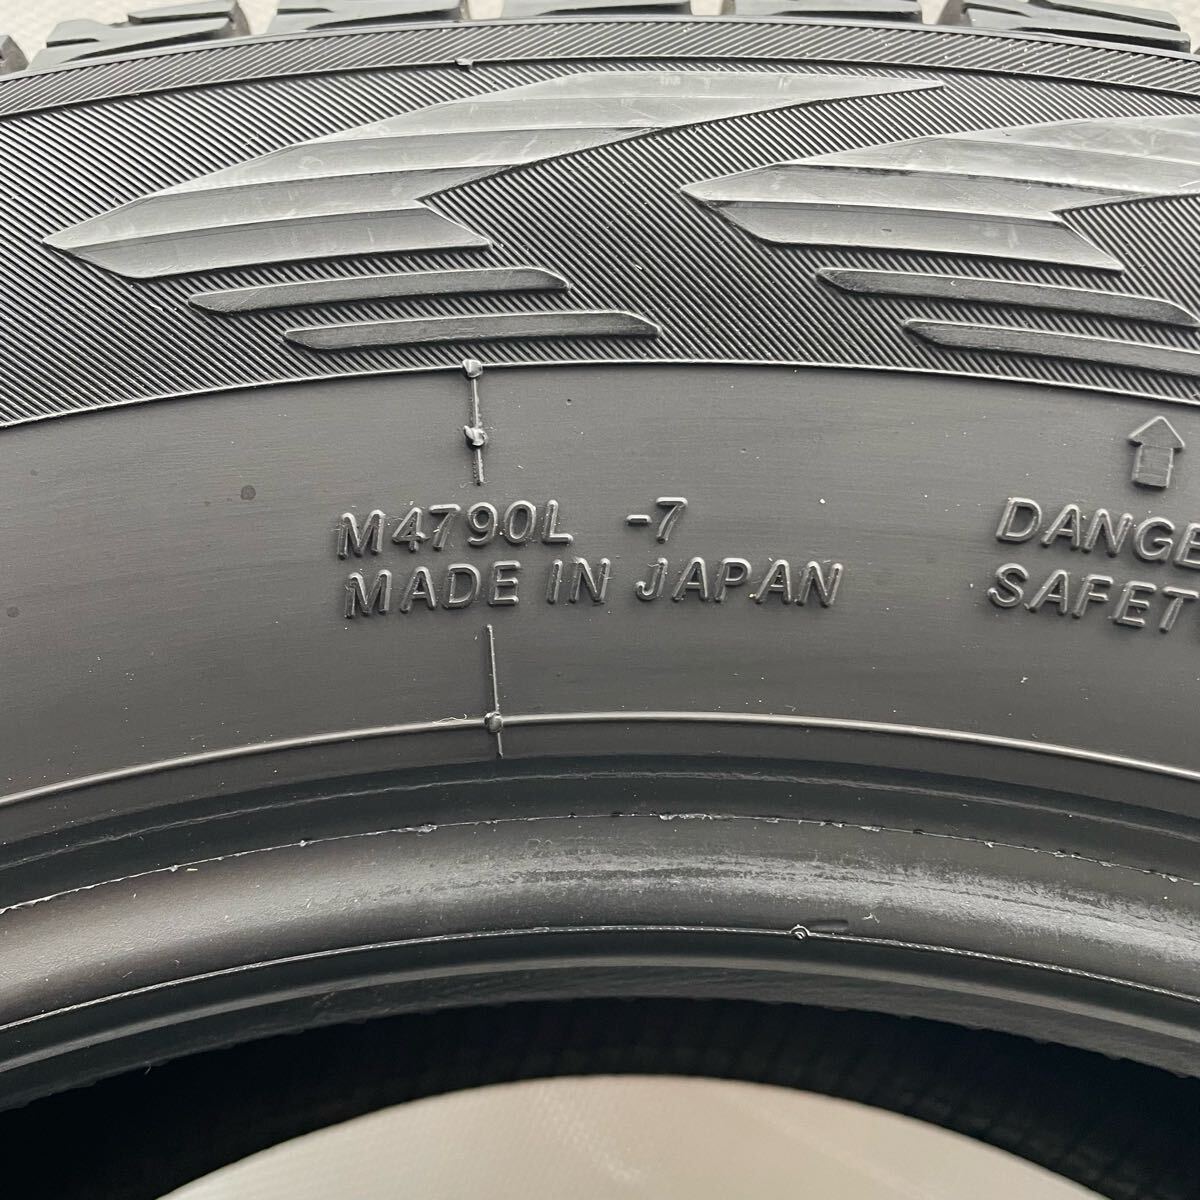 M4790L -7
MADE IN JAPAN
DANGE
SAFET